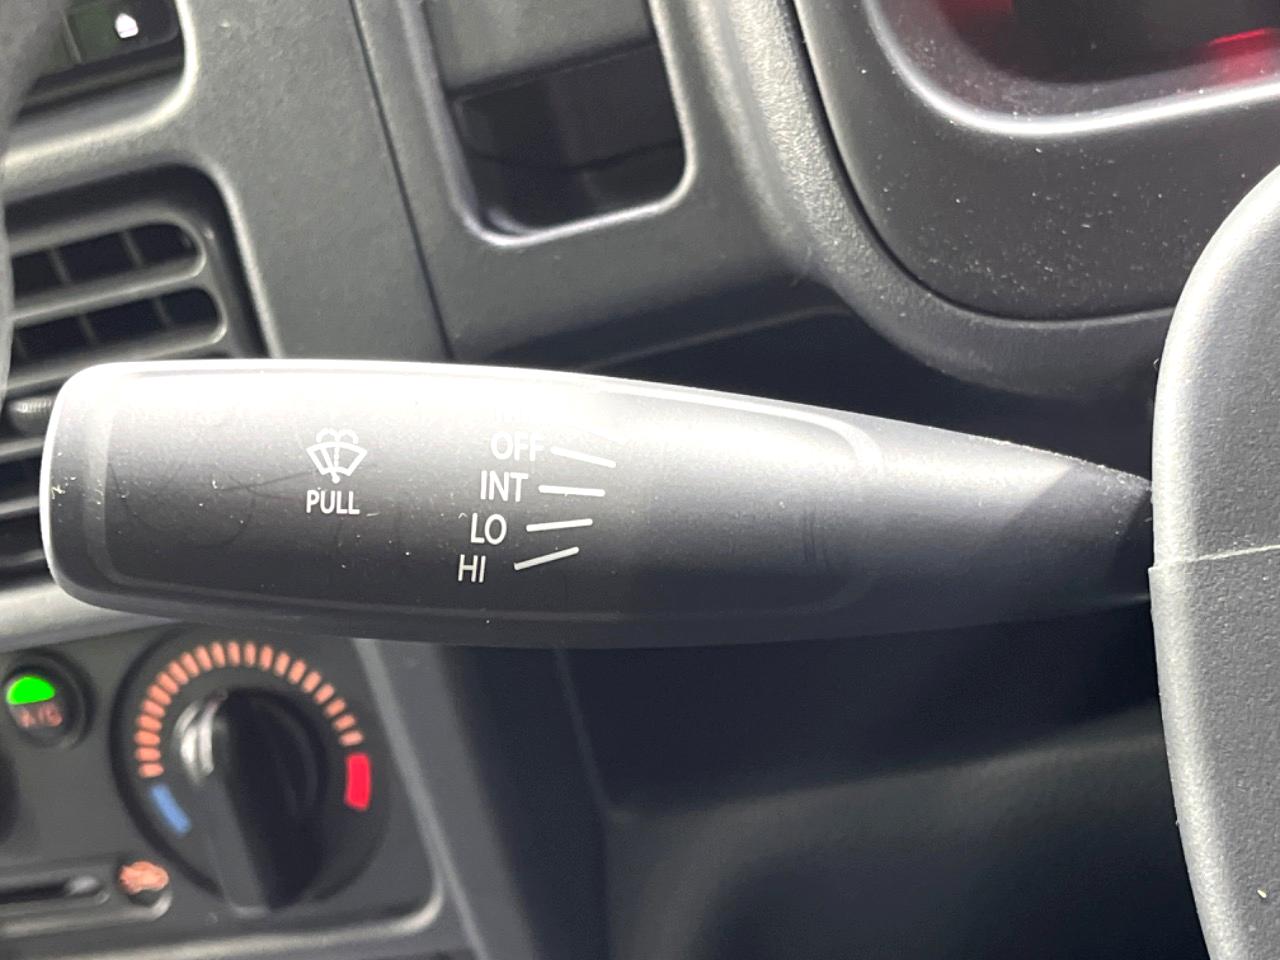 OFF
INT
PULL
LO
HI
A/C